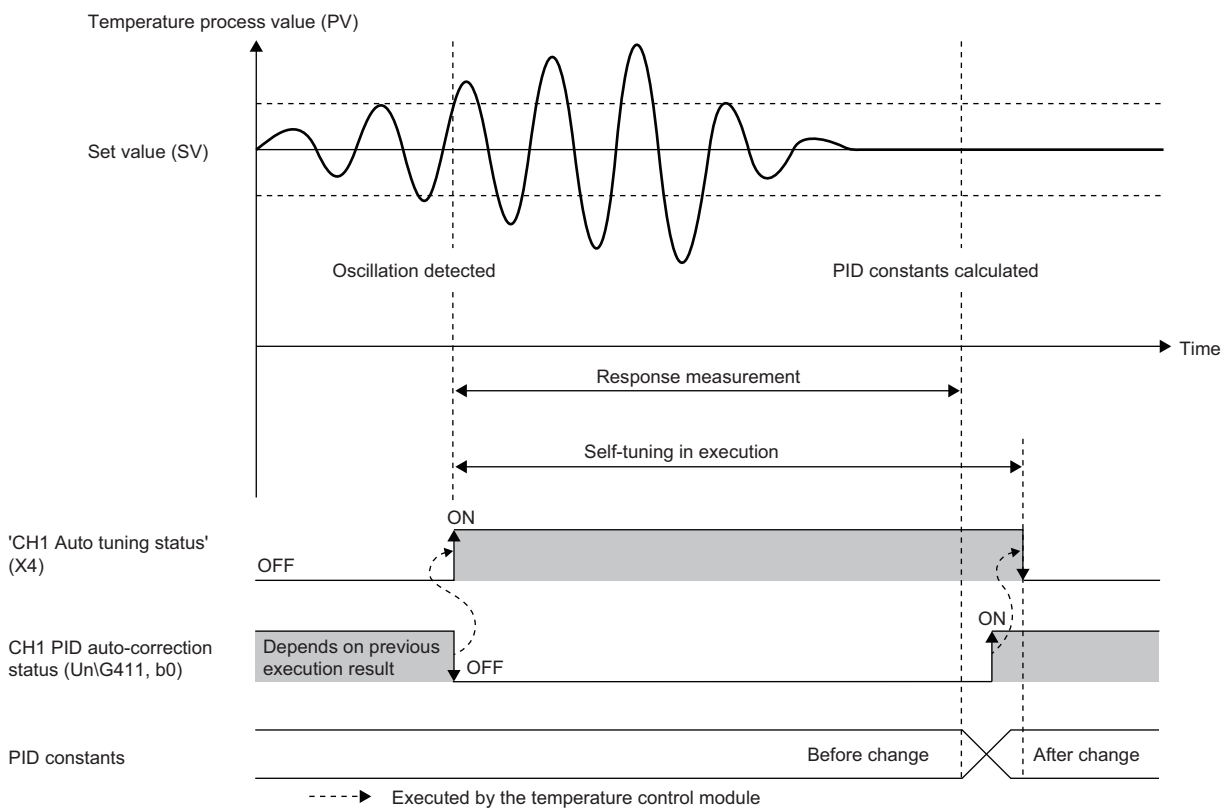 Temperature process value (PV)
Set value (SV)
Oscillation detected
PID constants calculated
Time
Response measurement
Self-tuning in execution
ON
'CH1 Auto tuning status'
(X4)
OFF
ON
CH1 PID auto-correction
status (Un\G411, b0)
Depends on previous
execution result
OFF
PID constants
Before change
After change
Executed by the temperature control module